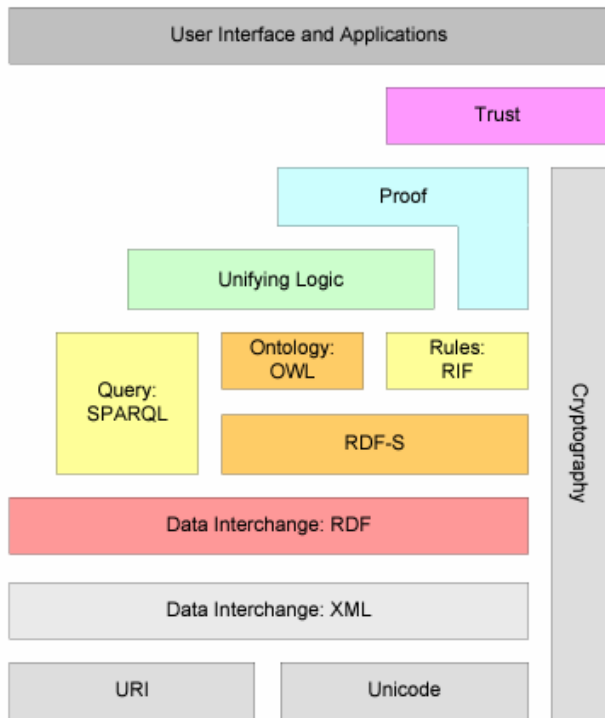 User Interface and Applications
Trust
Proof
Unifying Logic
Ontology:
OWL
Rules:
RIF
Query:
SPARQL
RDF-S
Cryptography
Data Interchange: RDF
Data Interchange: XML
URI
Unicode